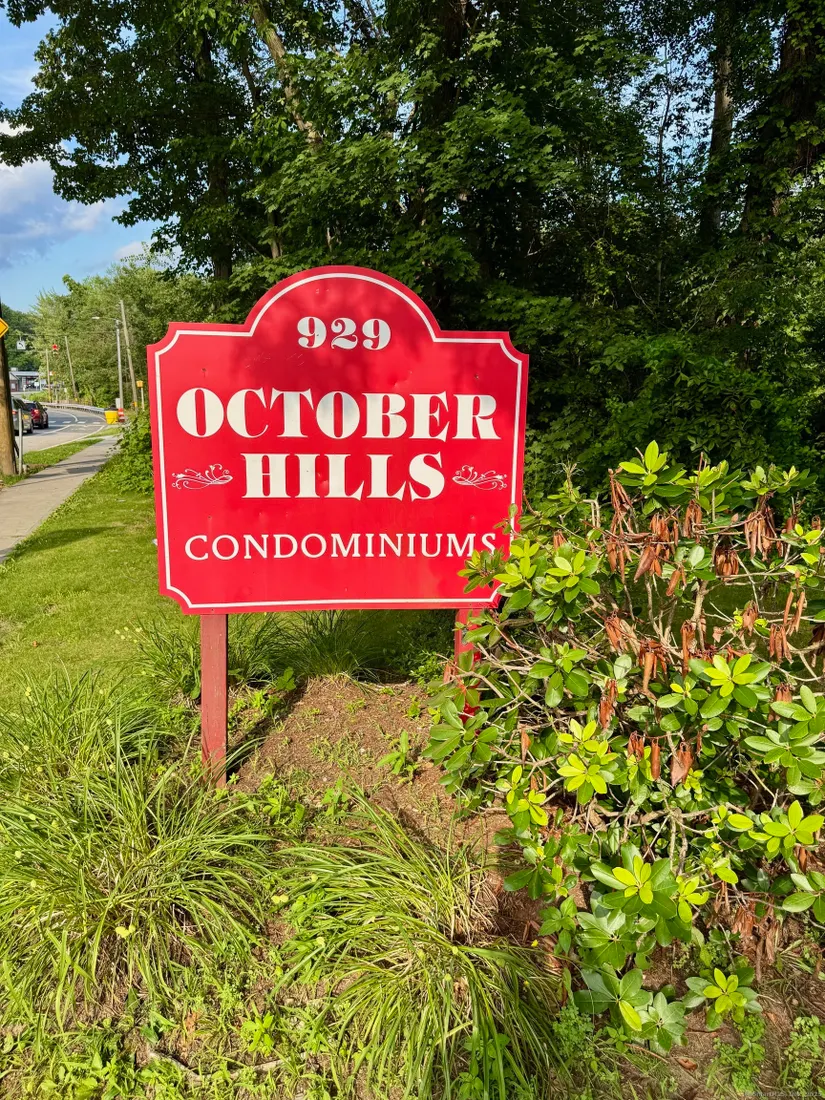 929
OCTOBER
HILLS
CONDOMINIUMS